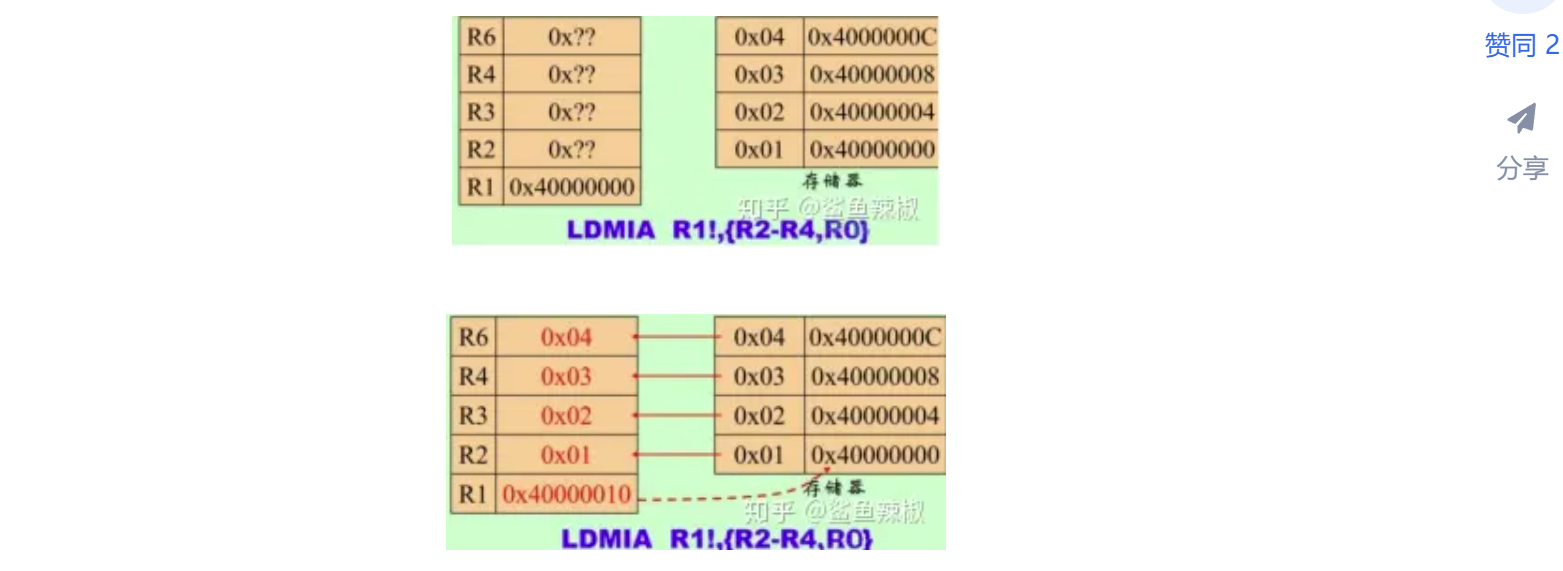 赞同 2
分享
R6 0x?? 0x04 0x4000000C
R4 0x?? 0x03 0x40000008
R3 0x?? 0x02 0x40000004
R2 0x?? 0x01 0x40000000
R1 0x40000000 存储器
知乎 @鲨鱼辣椒
LDMIA R1!,{R2-R4,R0}
R6 0x04 0x04 0x4000000C
R4 0x03 0x03 0x40000008
R3 0x02 0x02 0x40000004
R2 0x01 0x01 0x40000000
R1 0x40000010 存储器
知乎 @鲨鱼辣椒
LDMIA R1!,{R2-R4,R0}